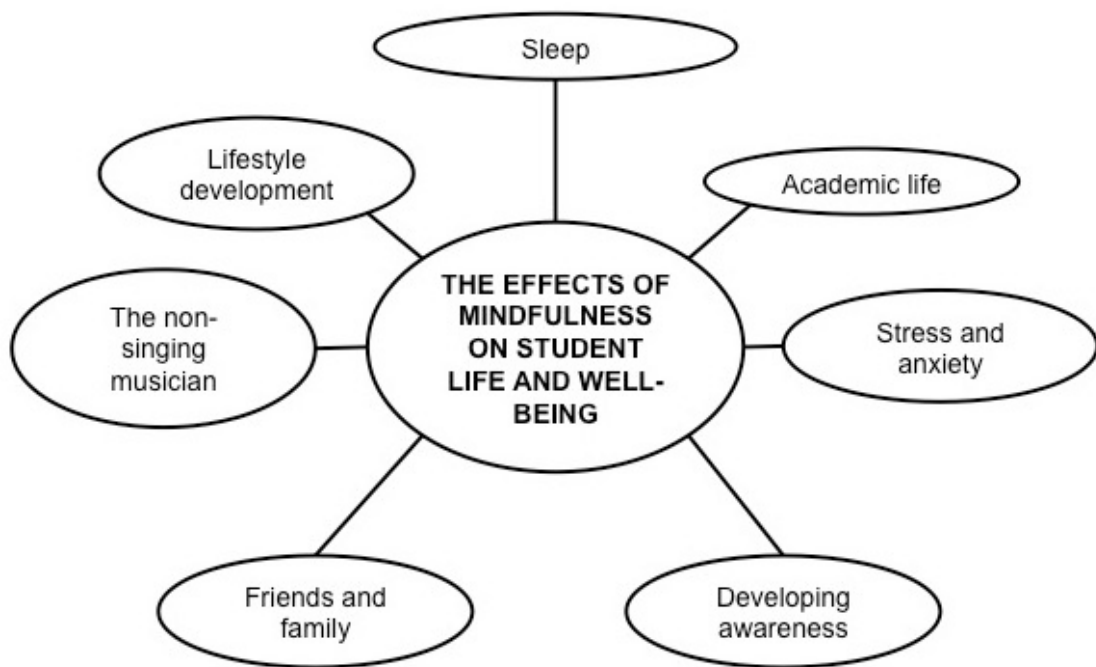 Sleep
Lifestyle
development
Academic life
THE EFFECTS OF
MINDFULNESS
ON STUDENT
LIFE AND WELL-
BEING
The non-
singing
musician
Stress and
anxiety
Friends and
family
Developing
awareness